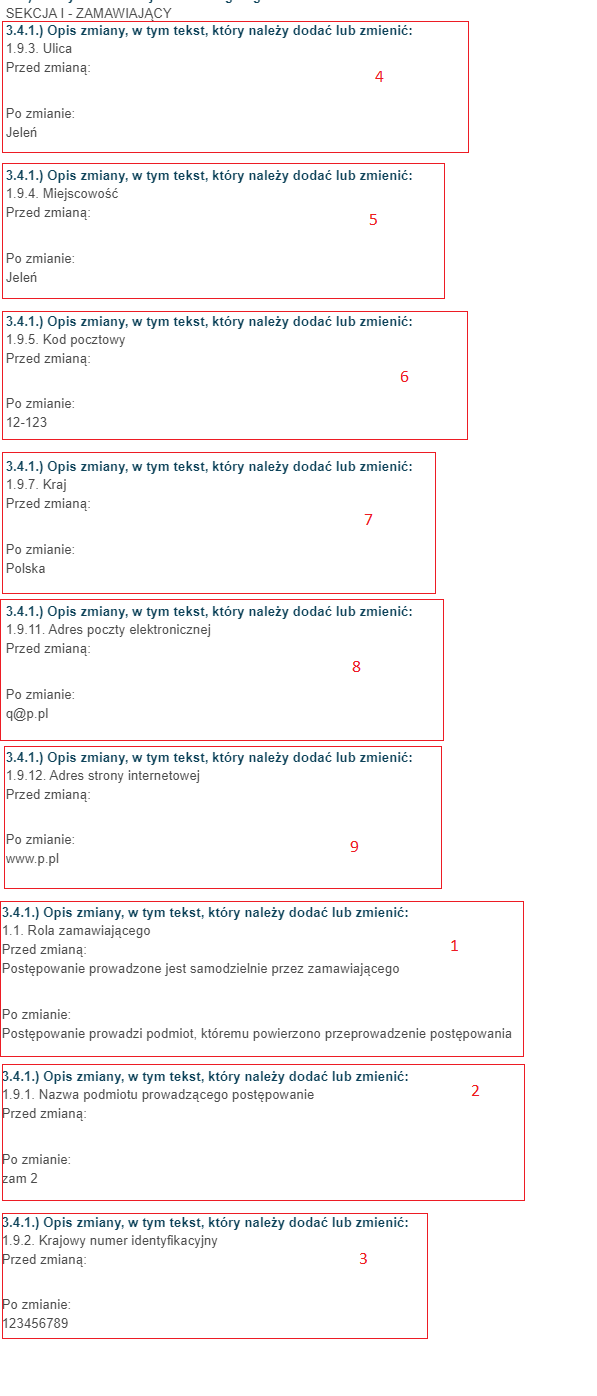 SEKCJA I - ZAMAWIAJĄCY
3.4.1.) Opis zmiany, w tym tekst, który należy dodać lub zmienić:
1.9.3. Ulica
Przed zmianą:
4
Po zmianie:
Jeleń
3.4.1.) Opis zmiany, w tym tekst, który należy dodać lub zmienić:
1.9.4. Miejscowość
Przed zmianą:
5
Po zmianie:
Jeleń
3.4.1.) Opis zmiany, w tym tekst, który należy dodać lub zmienić:
1.9.5. Kod pocztowy
Przed zmianą:
6
Po zmianie:
12-123
3.4.1.) Opis zmiany, w tym tekst, który należy dodać lub zmienić:
1.9.7. Kraj
Przed zmianą:
7
Po zmianie:
Polska
3.4.1.) Opis zmiany, w tym tekst, który należy dodać lub zmienić:
1.9.11. Adres poczty elektronicznej
Przed zmianą:
8
Po zmianie:
q@p.pl
3.4.1.) Opis zmiany, w tym tekst, który należy dodać lub zmienić:
1.9.12. Adres strony internetowej
Przed zmianą:
Po zmianie:
9
www.p.pl
3.4.1.) Opis zmiany, w tym tekst, który należy dodać lub zmienić:
1.1. Rola zamawiającego
1
Przed zmianą:
Postępowanie prowadzone jest samodzielnie przez zamawiającego
Po zmianie:
Postępowanie prowadzi podmiot, któremu powierzono przeprowadzenie postępowania
3.4.1.) Opis zmiany, w tym tekst, który należy dodać lub zmienić:
1.9.1. Nazwa podmiotu prowadzącego postępowanie
2
Przed zmianą:
Po zmianie:
zam 2
3.4.1.) Opis zmiany, w tym tekst, który należy dodać lub zmienić:
1.9.2. Krajowy numer identyfikacyjny
Przed zmianą:
3
Po zmianie:
123456789